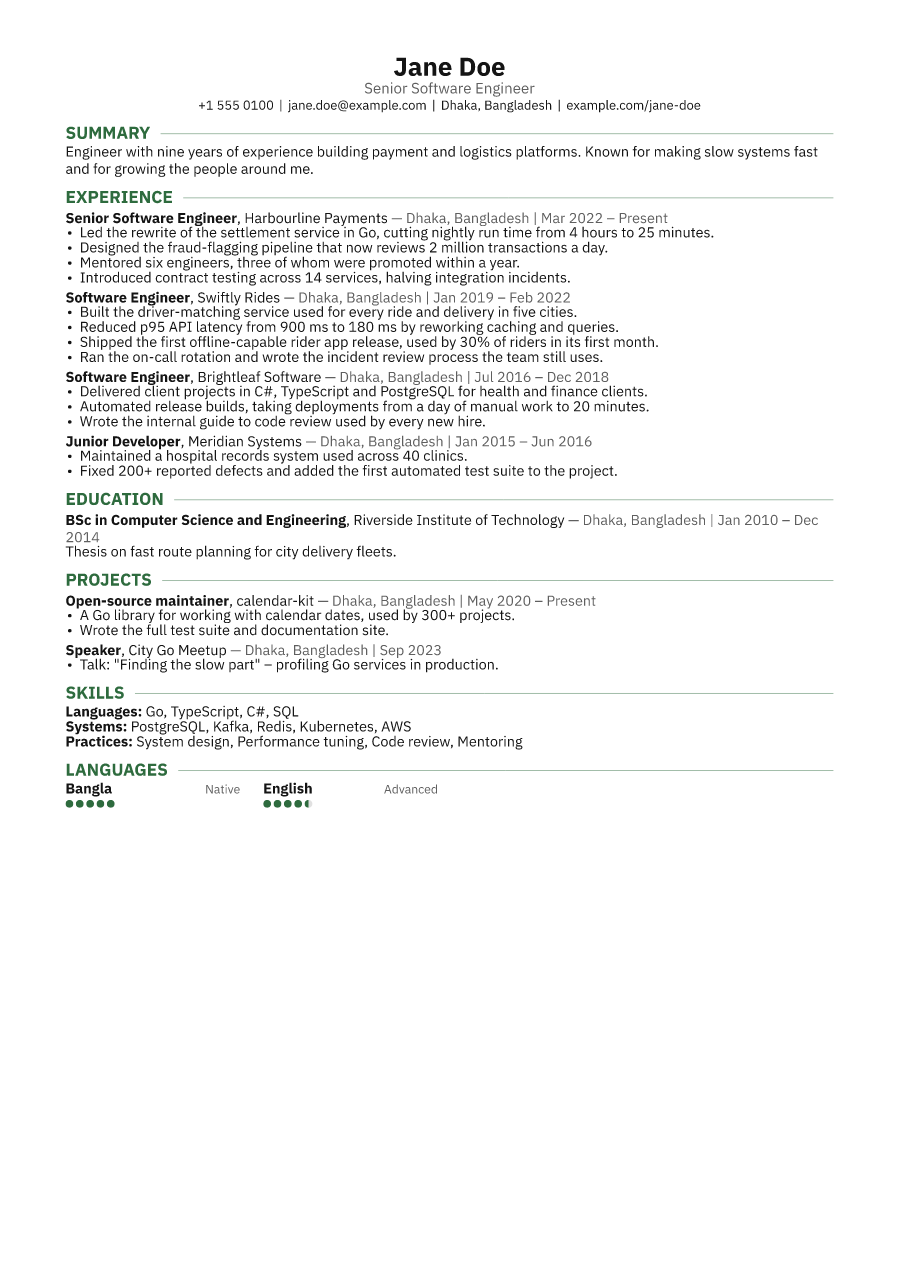 Jane Doe
Senior Software Engineer
+1 555 0100 | jane.doe@example.com | Dhaka, Bangladesh | example.com/jane-doe
SUMMARY
Engineer with nine years of experience building payment and logistics platforms. Known for making slow systems fast
and for growing the people around me.
EXPERIENCE
Senior Software Engineer, Harbourline Payments — Dhaka, Bangladesh | Mar 2022 – Present
• Led the rewrite of the settlement service in Go, cutting nightly run time from 4 hours to 25 minutes.
• Designed the fraud-flagging pipeline that now reviews 2 million transactions a day.
• Mentored six engineers, three of whom were promoted within a year.
• Introduced contract testing across 14 services, halving integration incidents.
Software Engineer, Swiftly Rides — Dhaka, Bangladesh | Jan 2019 – Feb 2022
• Built the driver-matching service used for every ride and delivery in five cities.
• Reduced p95 API latency from 900 ms to 180 ms by reworking caching and queries.
• Shipped the first offline-capable rider app release, used by 30% of riders in its first month.
• Ran the on-call rotation and wrote the incident review process the team still uses.
Software Engineer, Brightleaf Software — Dhaka, Bangladesh | Jul 2016 – Dec 2018
• Delivered client projects in C#, TypeScript and PostgreSQL for health and finance clients.
• Automated release builds, taking deployments from a day of manual work to 20 minutes.
• Wrote the internal guide to code review used by every new hire.
Junior Developer, Meridian Systems — Dhaka, Bangladesh | Jan 2015 – Jun 2016
• Maintained a hospital records system used across 40 clinics.
• Fixed 200+ reported defects and added the first automated test suite to the project.
EDUCATION
BSc in Computer Science and Engineering, Riverside Institute of Technology — Dhaka, Bangladesh | Jan 2010 – Dec
2014
Thesis on fast route planning for city delivery fleets.
PROJECTS
Open-source maintainer, calendar-kit — Dhaka, Bangladesh | May 2020 – Present
• A Go library for working with calendar dates, used by 300+ projects.
• Wrote the full test suite and documentation site.
Speaker, City Go Meetup — Dhaka, Bangladesh | Sep 2023
• Talk: "Finding the slow part" – profiling Go services in production.
SKILLS
Languages: Go, TypeScript, C#, SQL
Systems: PostgreSQL, Kafka, Redis, Kubernetes, AWS
Practices: System design, Performance tuning, Code review, Mentoring
LANGUAGES
Bangla Native English Advanced